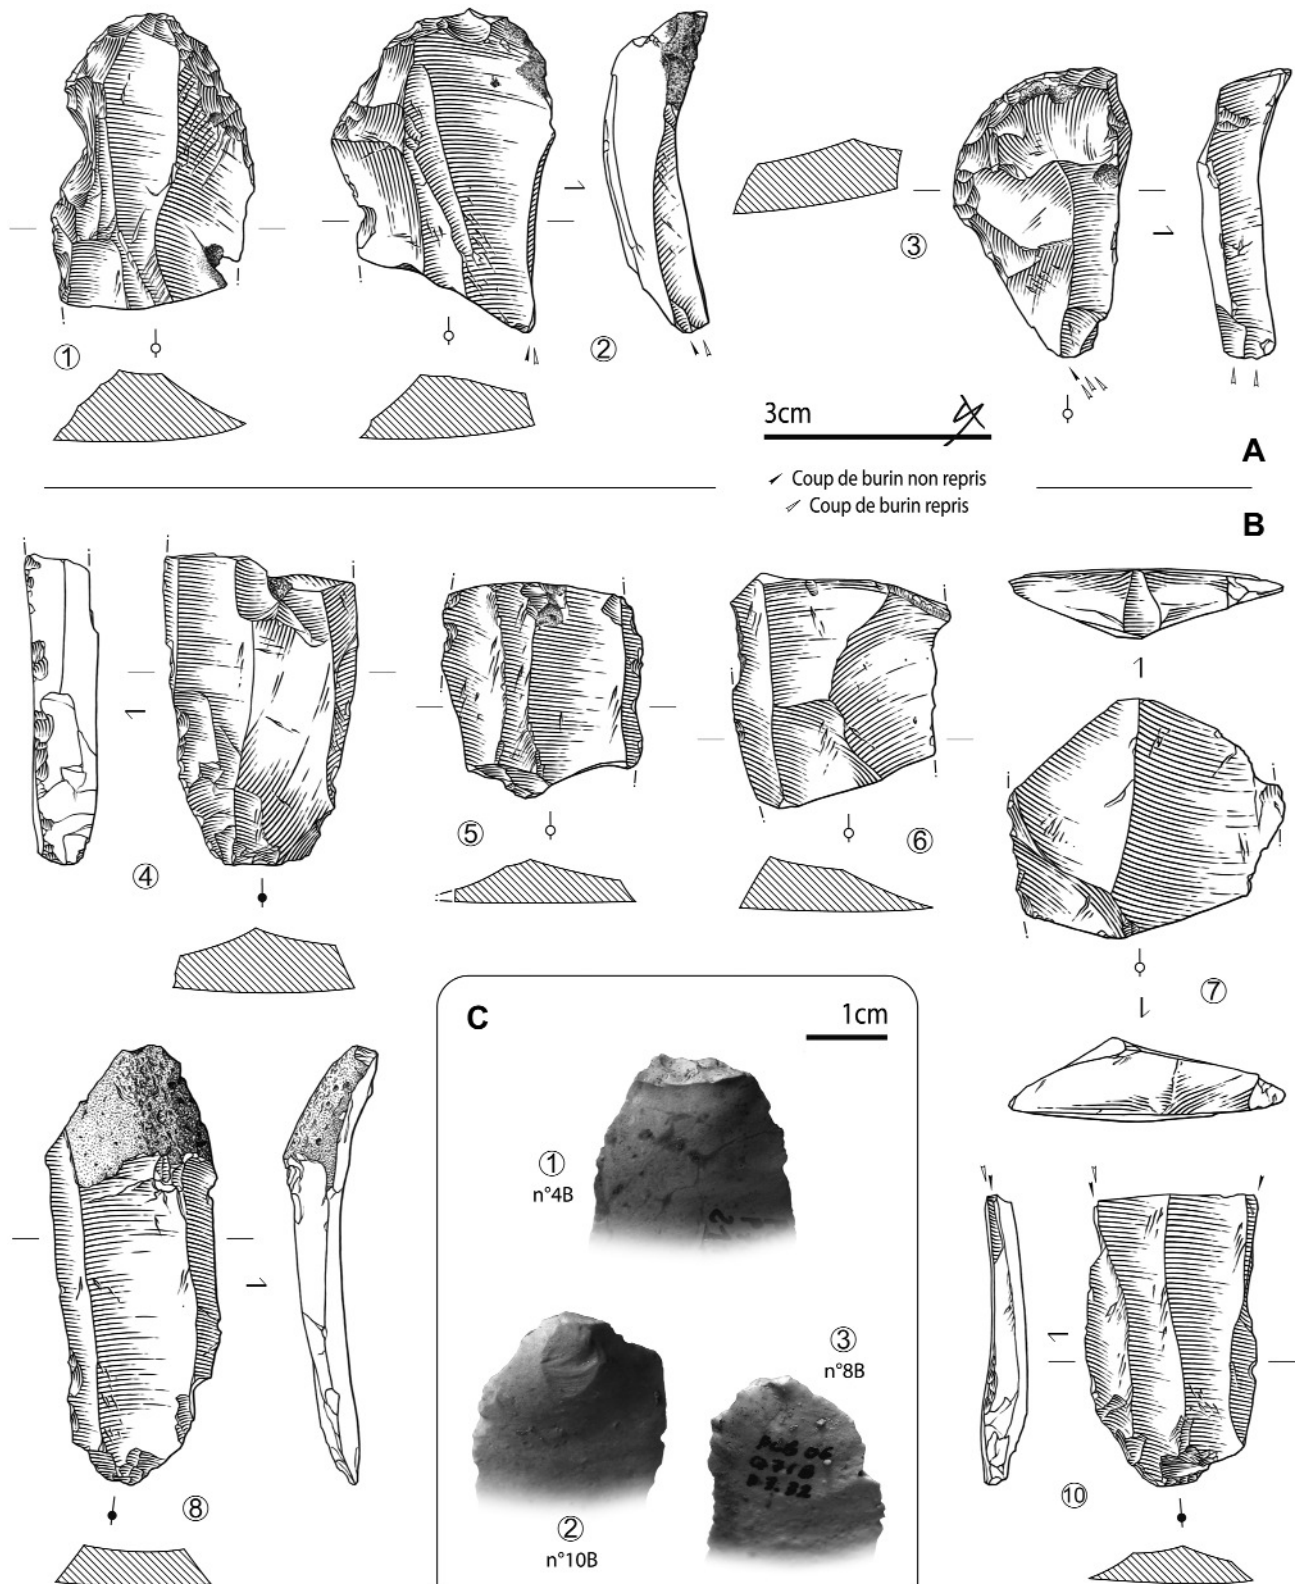 ①
②
③
3cm
A
Coup de burin non repris
Coup de burin repris
B
④
⑤
⑥
⑦
C
1cm
①
n°4B
②
n°10B
③
n°8B
⑧
⑩